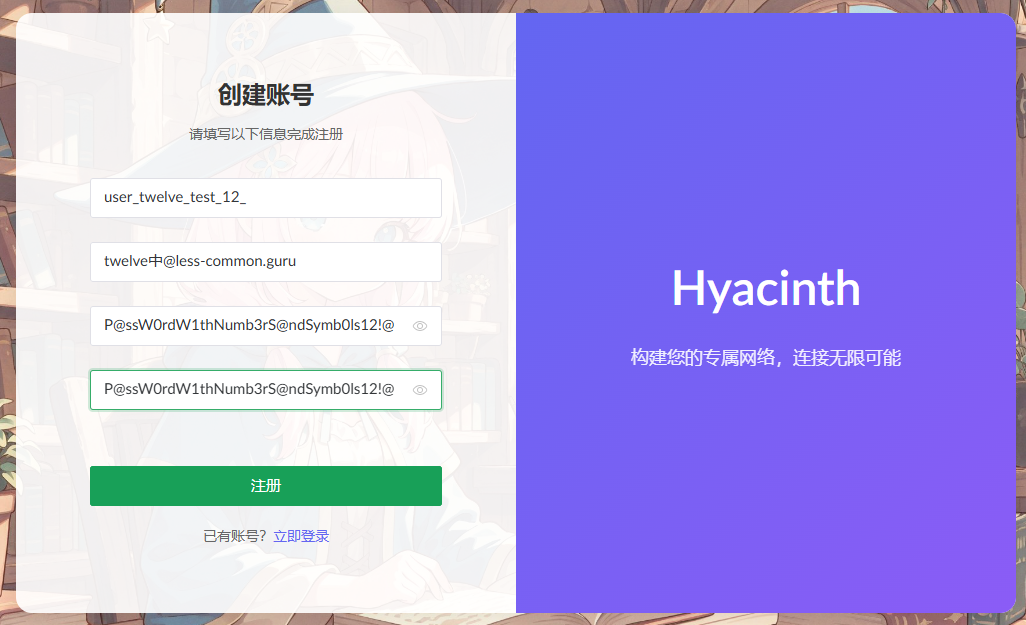 创建账号
请填写以下信息完成注册
user_twelve_test_12_
twelve中@less-common.guru
P@ssW0rdW1thNumb3rS@ndSymb0ls12!@
P@ssW0rdW1thNumb3rS@ndSymb0ls12!@
注册
已有账号？立即登录
Hyacinth
构建您的专属网络，连接无限可能